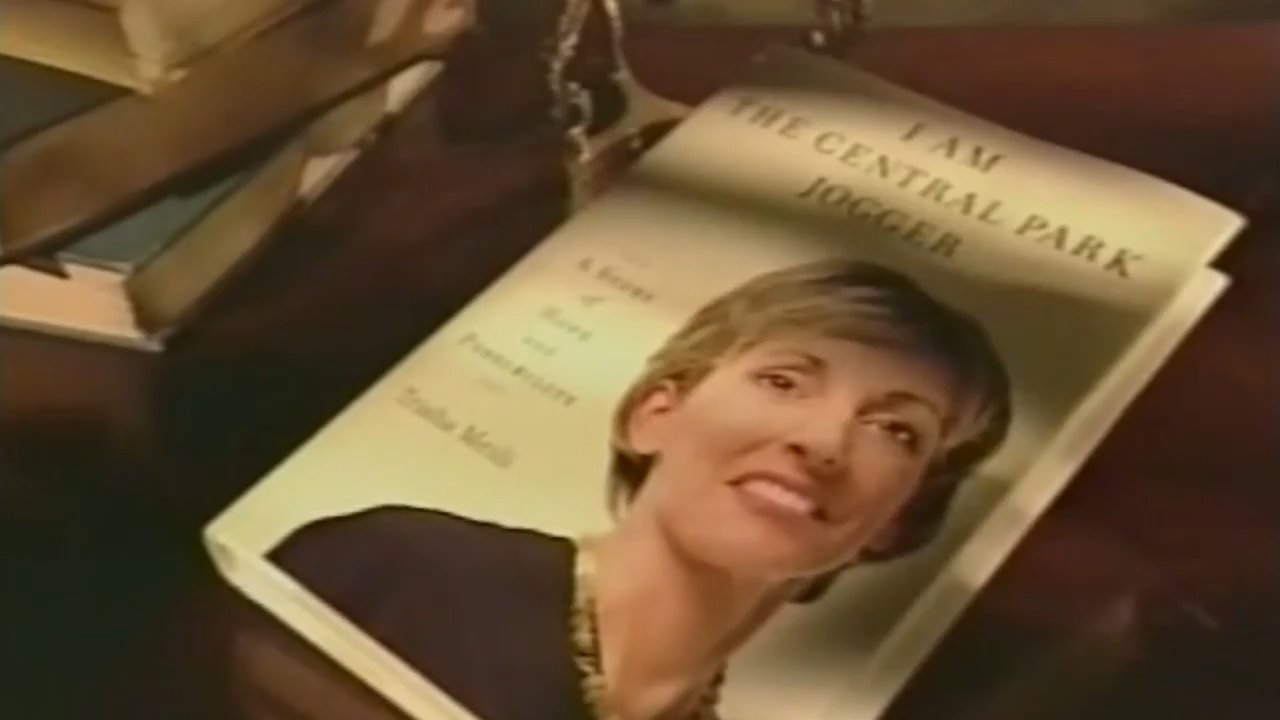 I AM
THE CENTRAL PARK
JOGGER
A STORY
of
HOPE
and
POSSIBILITY
Trisha Meili